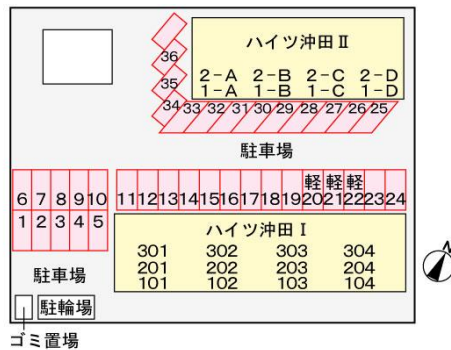 ハイツ沖田Ⅱ
2-A 2-B 2-C 2-D
1-A 1-B 1-C 1-D
36
35
34 33 32 31 30 29 28 27 26 25
駐車場
軽 軽 軽
6 7 8 9 10 11 12 13 14 15 16 17 18 19 20 21 22 23 24
1 2 3 4 5
ハイツ沖田Ⅰ
301 302 303 304
201 202 203 204
101 102 103 104
駐車場
駐輪場
ゴミ置場
N